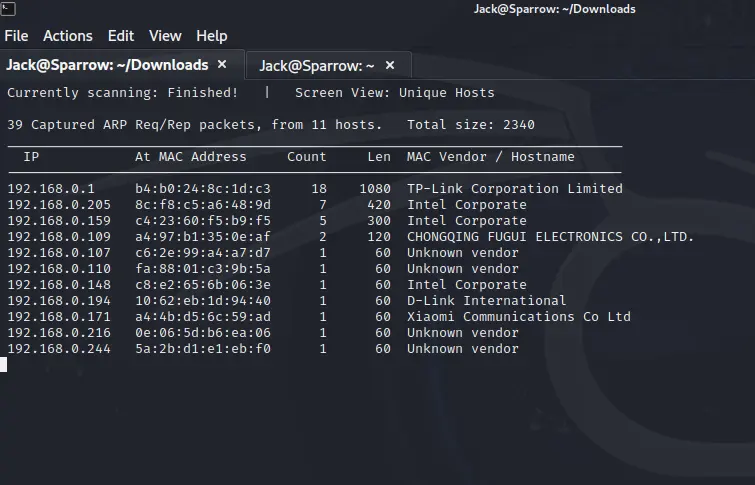 Jack@Sparrow: ~/Downloads
File Actions Edit View Help
Jack@Sparrow: ~/Downloads × Jack@Sparrow: ~ ×
Currently scanning: Finished! | Screen View: Unique Hosts
39 Captured ARP Req/Rep packets, from 11 hosts. Total size: 2340
IP At MAC Address Count Len MAC Vendor / Hostname
192.168.0.1 b4:b0:24:8c:1d:c3 18 1080 TP-Link Corporation Limited
192.168.0.205 8c:f8:c5:a6:48:9d 7 420 Intel Corporate
192.168.0.159 c4:23:60:f5:b9:f5 5 300 Intel Corporate
192.168.0.109 a4:97:b1:35:0e:af 2 120 CHONGQING FUGUI ELECTRONICS CO.,LTD.
192.168.0.107 c6:2e:99:a4:a7:d7 1 60 Unknown vendor
192.168.0.110 fa:88:01:c3:9b:5a 1 60 Unknown vendor
192.168.0.148 c8:e2:65:6b:06:3e 1 60 Intel Corporate
192.168.0.194 10:62:eb:1d:94:40 1 60 D-Link International
192.168.0.171 a4:4b:d5:6c:59:ad 1 60 Xiaomi Communications Co Ltd
192.168.0.216 0e:06:5d:b6:ea:06 1 60 Unknown vendor
192.168.0.244 5a:2b:d1:e1:eb:f0 1 60 Unknown vendor